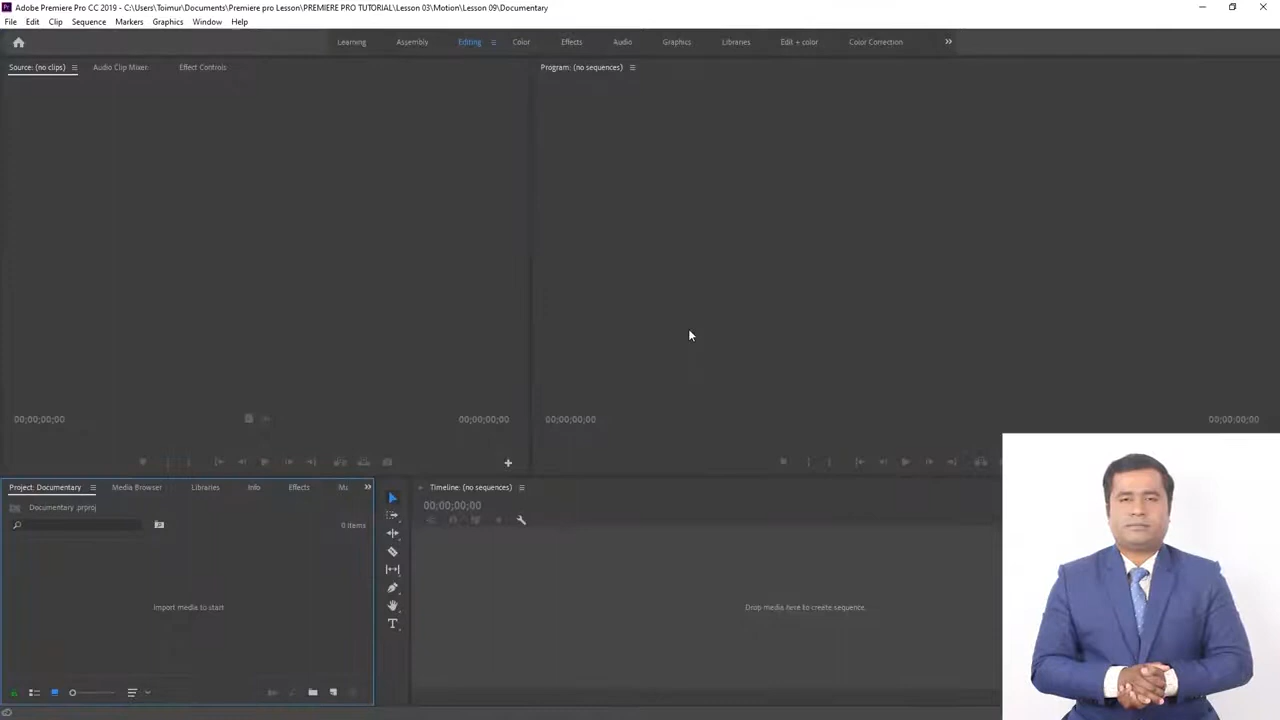 Adobe Premiere Pro CC 2019 - C:\Users\Toimur\Documents\Premiere pro Lesson\PREMIERE PRO TUTORIAL\Lesson 03\Motion\Lesson 09\Documentary
File Edit Clip Sequence Markers Graphics Window Help
Learning Assembly Editing Color Effects Audio Graphics Libraries Edit + color Color Correction
Source: (no clips) Audio Clip Mixer: Effect Controls Program: (no sequences)
00;00;00;00 00;00;00;00 00;00;00;00 00;00;00;00
Project: Documentary Media Browser Libraries Info Effects Ma Timeline: (no sequences)
Documentary .prproj 00;00;00;00
0 Items
Import media to start Drop media here to create sequence.